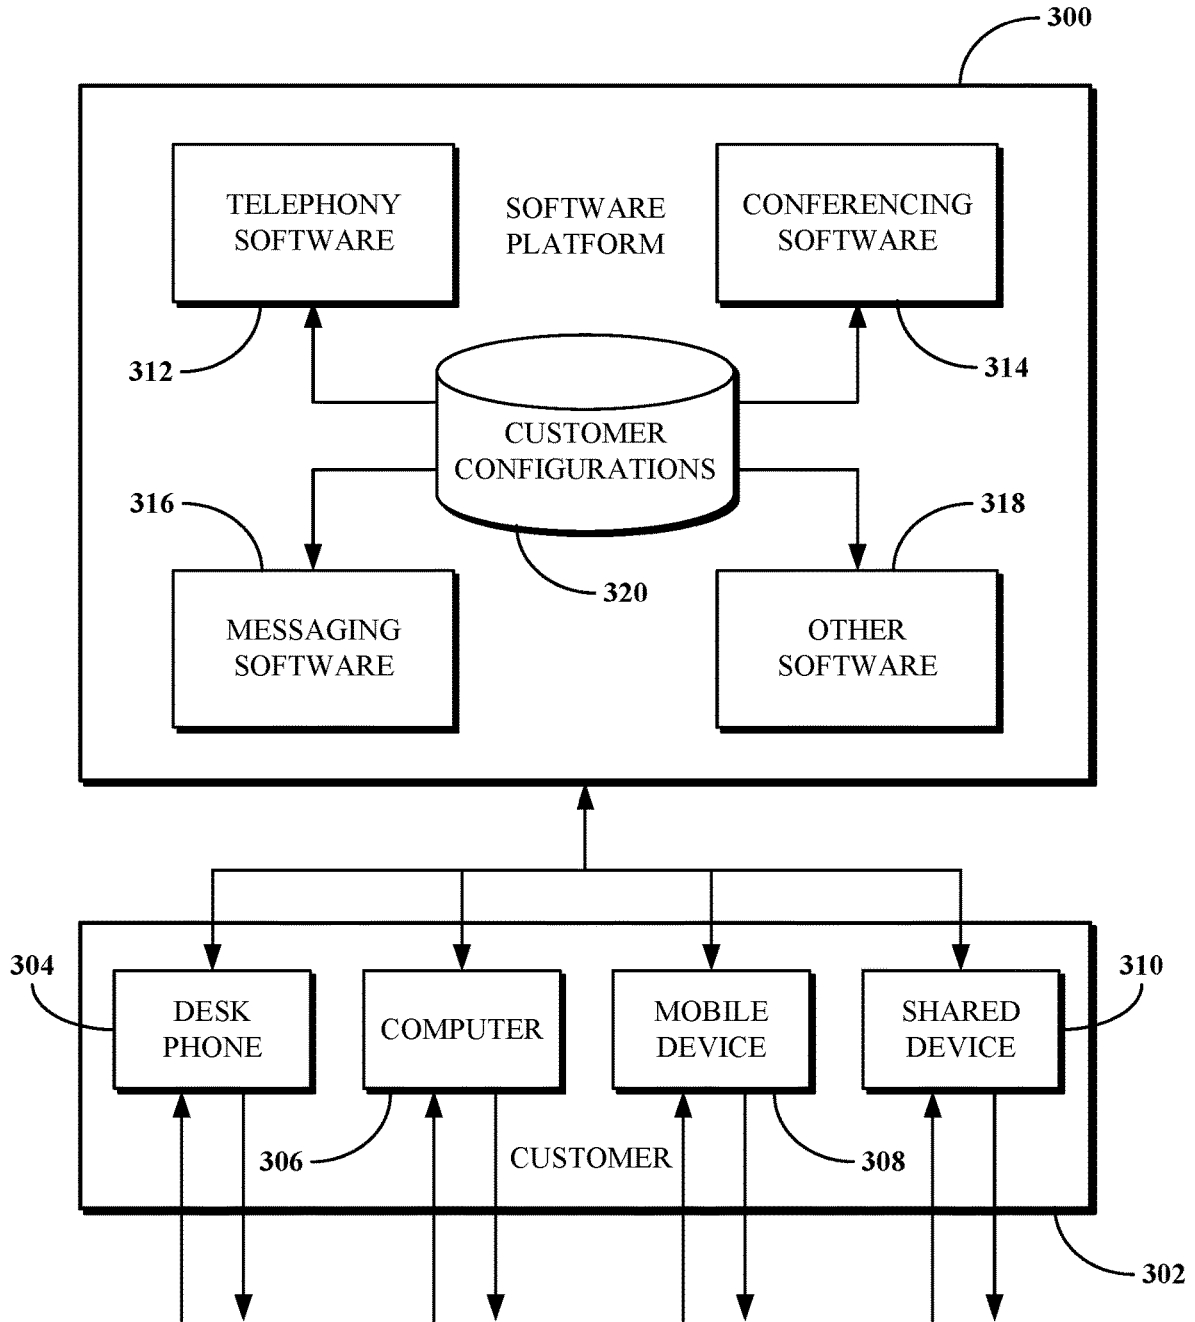 300
TELEPHONY
SOFTWARE
SOFTWARE
PLATFORM
CONFERENCING
SOFTWARE
312
314
CUSTOMER
CONFIGURATIONS
316
318
320
MESSAGING
SOFTWARE
OTHER
SOFTWARE
304
310
DESK
PHONE
COMPUTER
MOBILE
DEVICE
SHARED
DEVICE
306
CUSTOMER
308
302